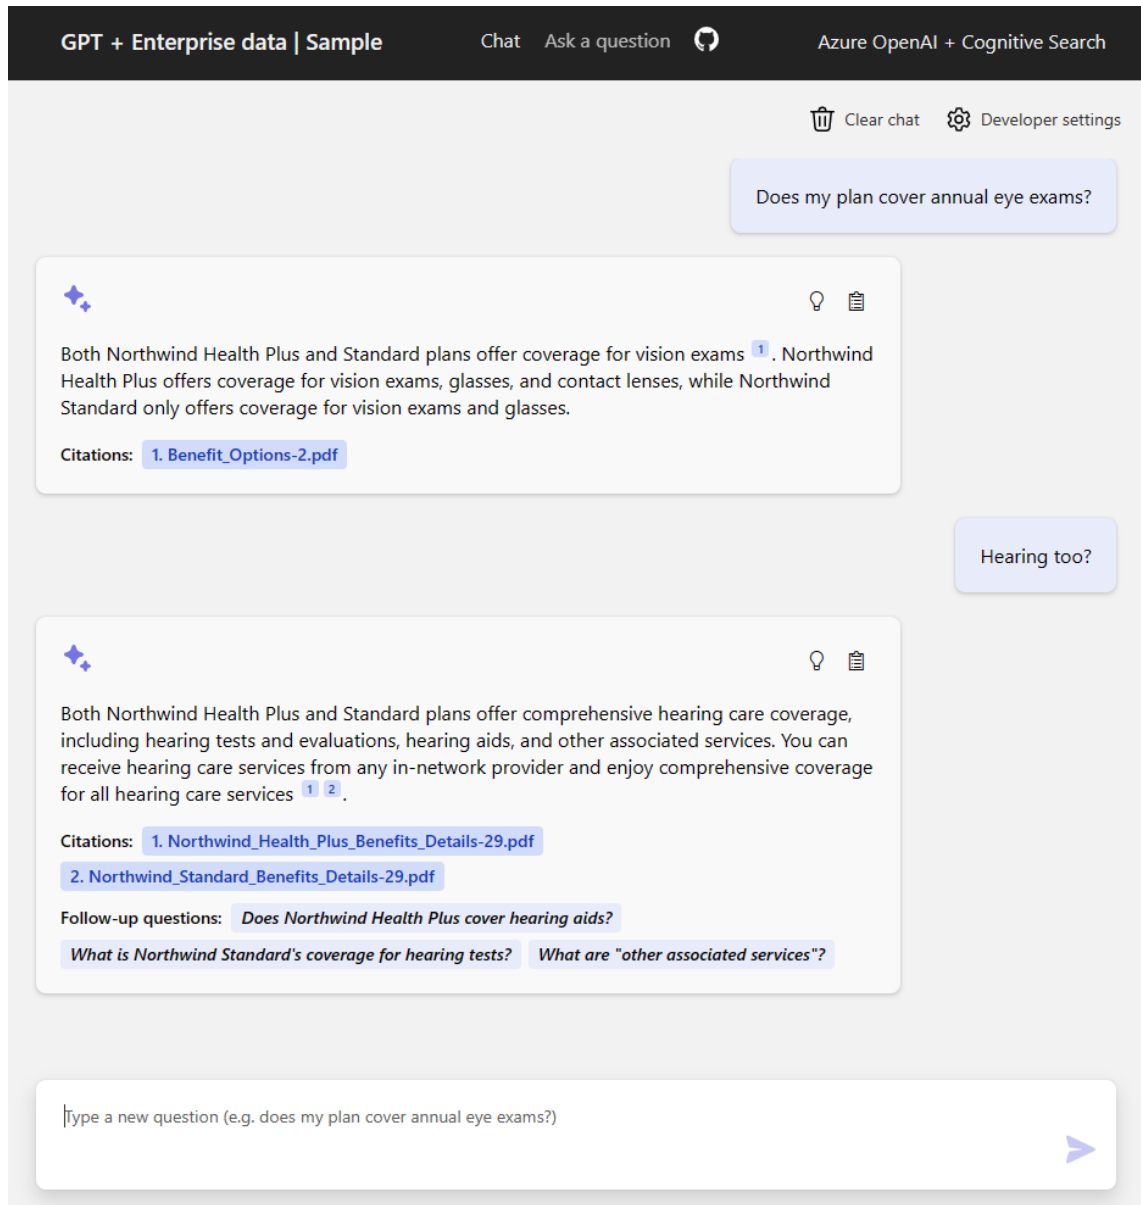 GPT + Enterprise data | Sample
Chat
Ask a question
Azure OpenAI + Cognitive Search
Clear chat
Developer settings
Does my plan cover annual eye exams?
Both Northwind Health Plus and Standard plans offer coverage for vision exams 1 . Northwind
Health Plus offers coverage for vision exams, glasses, and contact lenses, while Northwind
Standard only offers coverage for vision exams and glasses.
Citations: 1. Benefit_Options-2.pdf
Hearing too?
Both Northwind Health Plus and Standard plans offer comprehensive hearing care coverage,
including hearing tests and evaluations, hearing aids, and other associated services. You can
receive hearing care services from any in-network provider and enjoy comprehensive coverage
for all hearing care services 1 2 .
Citations: 1. Northwind_Health_Plus_Benefits_Details-29.pdf
2. Northwind_Standard_Benefits_Details-29.pdf
Follow-up questions: Does Northwind Health Plus cover hearing aids?
What is Northwind Standard's coverage for hearing tests? What are "other associated services"?
Type a new question (e.g. does my plan cover annual eye exams?)